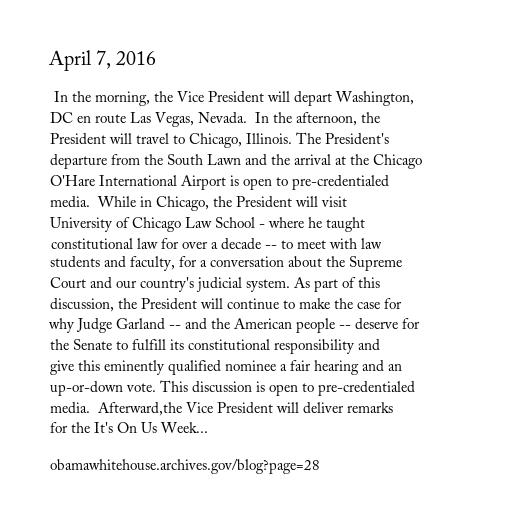 April 7, 2016
In the morning, the Vice President will depart Washington,
DC en route Las Vegas, Nevada.  In the afternoon, the
President will travel to Chicago, Illinois. The President's
departure from the South Lawn and the arrival at the Chicago
O'Hare International Airport is open to pre-credentialed
media.  While in Chicago, the President will visit
University of Chicago Law School - where he taught
constitutional law for over a decade -- to meet with law
students and faculty, for a conversation about the Supreme
Court and our country's judicial system. As part of this
discussion, the President will continue to make the case for
why Judge Garland -- and the American people -- deserve for
the Senate to fulfill its constitutional responsibility and
give this eminently qualified nominee a fair hearing and an
up-or-down vote. This discussion is open to pre-credentialed
media.  Afterward,the Vice President will deliver remarks
for the It's On Us Week...
obamawhitehouse.archives.gov/blog?page=28